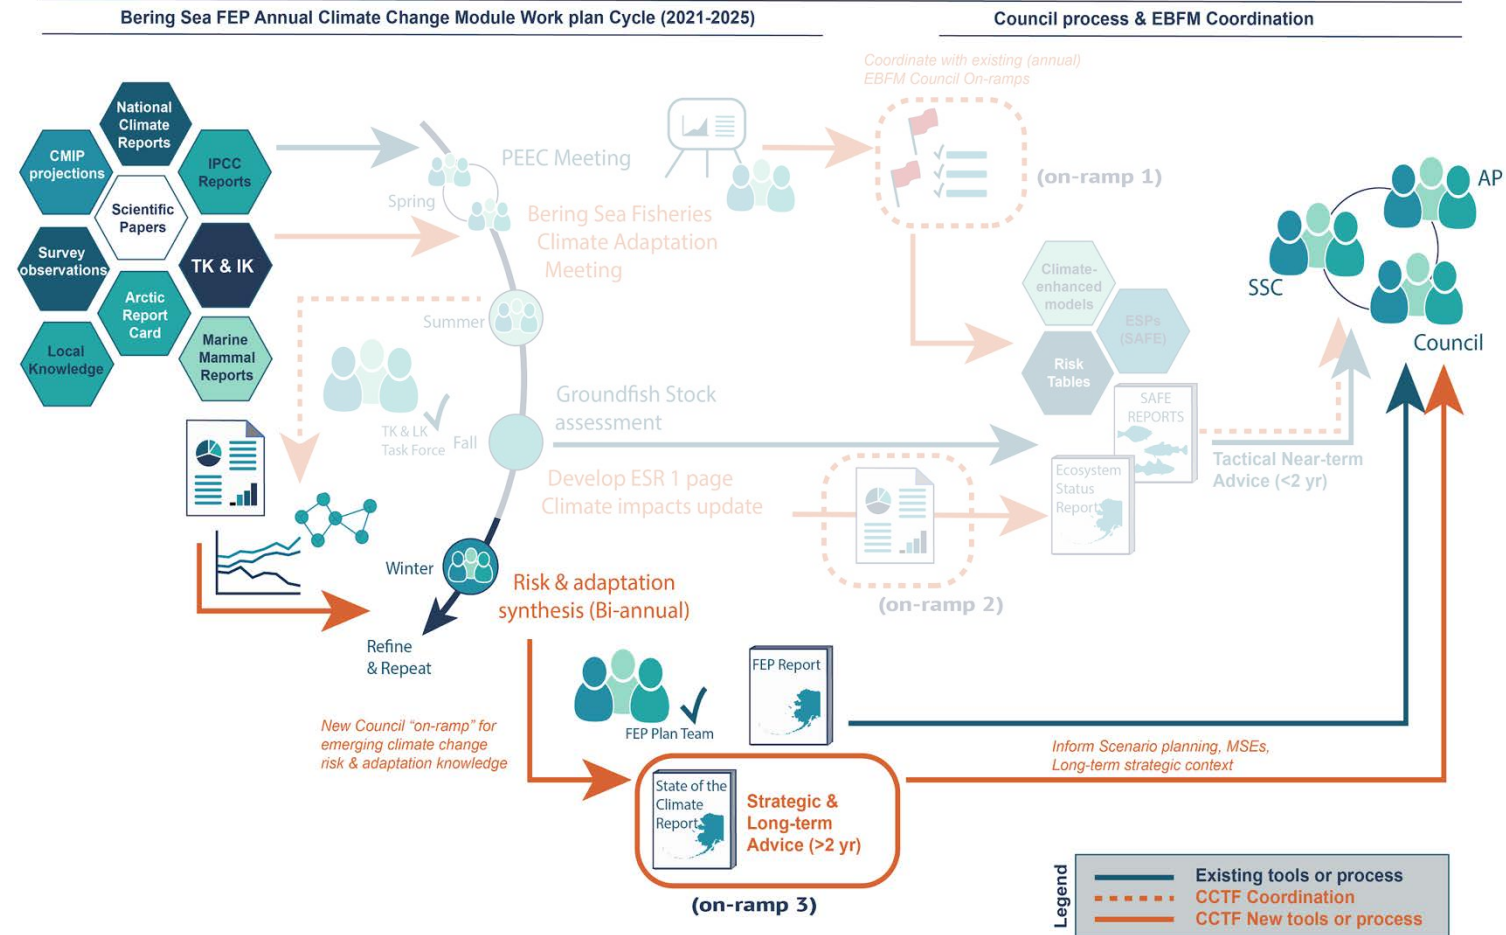 Bering Sea FEP Annual Climate Change Module Work plan Cycle (2021-2025)
Council process & EBFM Coordination
Coordinate with existing (annual)
EBFM Council On-ramps
National
Climate
Reports
CMIP
projections
IPCC
Reports
Scientific
Papers
Survey
observations
TK & IK
Arctic
Report
Card
Local
Knowledge
Marine
Mammal
Reports
PEEC Meeting
Spring
Bering Sea Fisheries
Climate Adaptation
Meeting
(on-ramp 1)
AP
SSC
Council
Climate-
enhanced
models
ESPs
(SAFE)
Risk
Tables
Summer
TK & LK
Task Force
Fall
Groundfish Stock
assessment
SAFE
REPORTS
Ecosystem
Status
Report
Tactical Near-term
Advice (<2 yr)
Develop ESR 1 page
Climate impacts update
(on-ramp 2)
Winter
Risk & adaptation
synthesis (Bi-annual)
Refine
& Repeat
FEP Report
FEP Plan Team
New Council “on-ramp” for
emerging climate change
risk & adaptation knowledge
Inform Scenario planning, MSEs,
Long-term strategic context
State of the
Climate
Report
Strategic &
Long-term
Advice (>2 yr)
(on-ramp 3)
Legend
Existing tools or process
CCTF Coordination
CCTF New tools or process